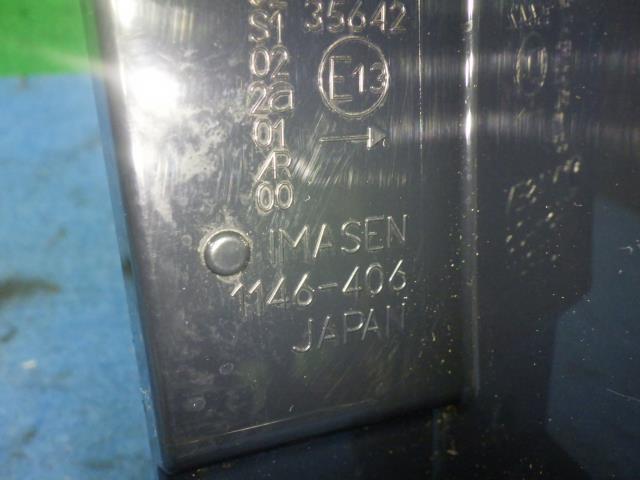 35642
S1
02
2a
01
AR
00
E13
IMASEN
1146-406
JAPAN